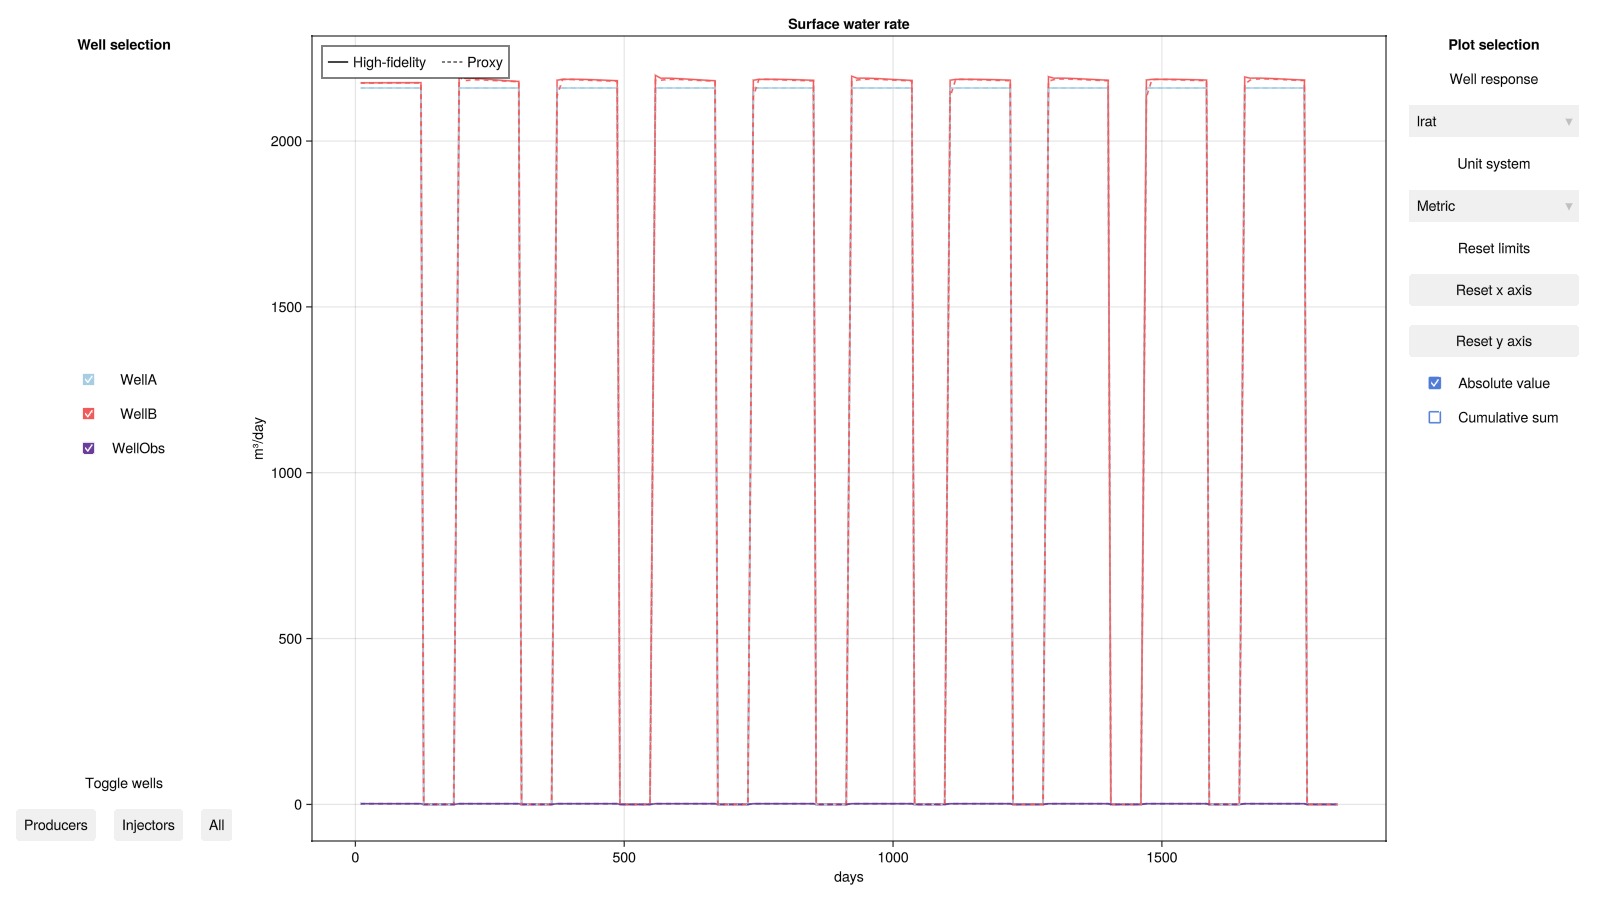 Surface water rate
Well selection
WellA
WellB
WellObs
Toggle wells
Producers Injectors All
High-fidelity Proxy
2000
1500
1000
500
0
m³/day
0 500 1000 1500
days
Plot selection
Well response
lrat
Unit system
Metric
Reset limits
Reset x axis
Reset y axis
Absolute value
Cumulative sum